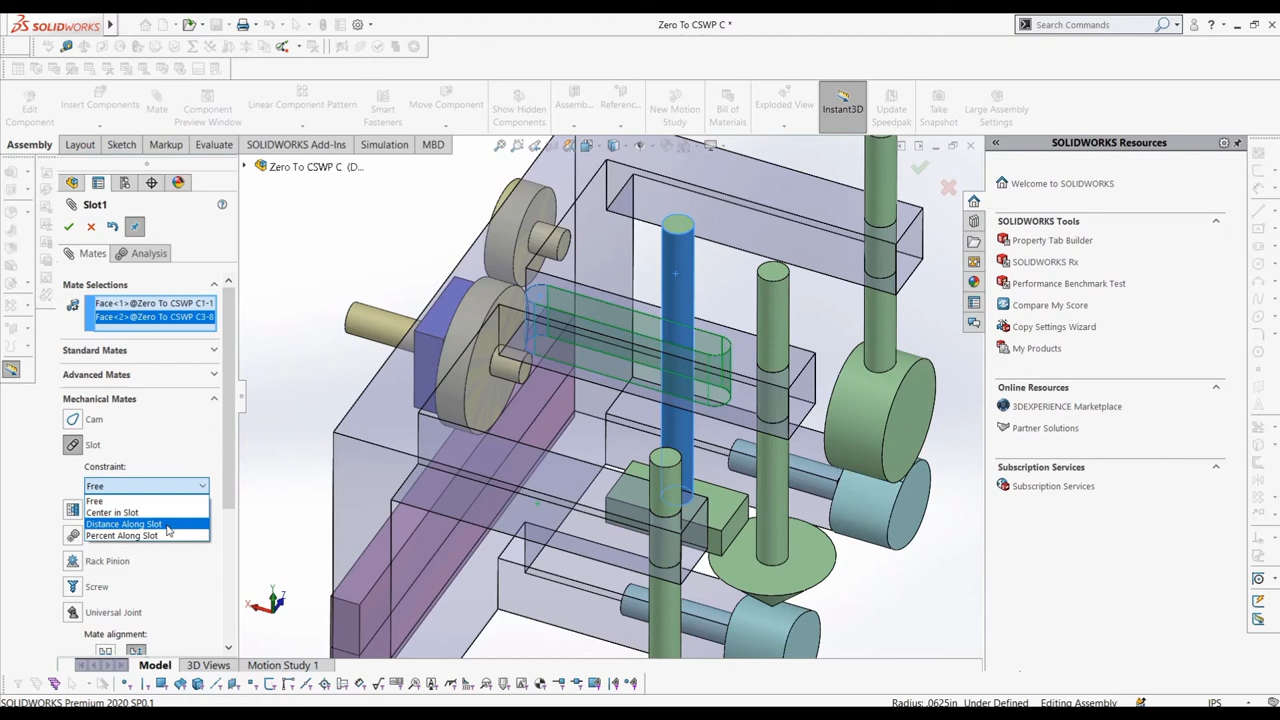 SOLIDWORKS
Zero To CSWP C *
Search Commands
Edit Component
Insert Components
Mate
Component Preview Window
Linear Component Pattern
Smart Fasteners
Move Component
Show Hidden Components
Assemb...
Referenc...
New Motion Study
Bill of Materials
Exploded View
Instant3D
Update Speedpak
Take Snapshot
Large Assembly Settings
Assembly
Layout
Sketch
Markup
Evaluate
SOLIDWORKS Add-Ins
Simulation
MBD
Zero To CSWP C (D...
SOLIDWORKS Resources
Slot1
Mates
Analysis
Mate Selections
Face<1>@Zero To CSWP C1-1
Face<2>@Zero To CSWP C3-8
Standard Mates
Advanced Mates
Mechanical Mates
Cam
Slot
Constraint:
Free
Free
Center in Slot
Distance Along Slot
Percent Along Slot
Rack Pinion
Screw
Universal Joint
Mate alignment:
Welcome to SOLIDWORKS
SOLIDWORKS Tools
Property Tab Builder
SOLIDWORKS Rx
Performance Benchmark Test
Compare My Score
Copy Settings Wizard
My Products
Online Resources
3DEXPERIENCE Marketplace
Partner Solutions
Subscription Services
Subscription Services
Y
X
Z
Model
3D Views
Motion Study 1
SOLIDWORKS Premium 2020 SP0.1
Radius: .0625in
Under Defined
Editing Assembly
IPS